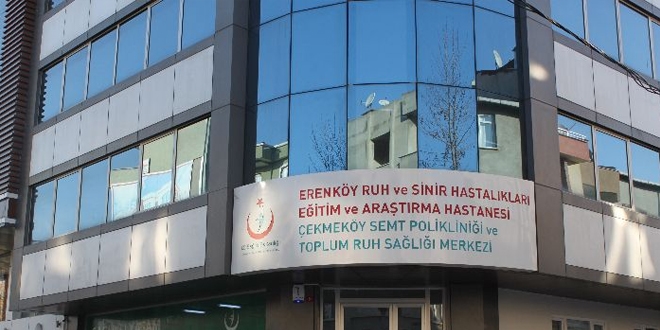 ERENKÖY RUH ve SİNİR HASTALIKLARI
EĞİTİM ve ARAŞTIRMA HASTANESİ
ÇEKMEKÖY SEMT POLİKLİNİĞİ ve
TOPLUM RUH SAĞLIĞI MERKEZİ